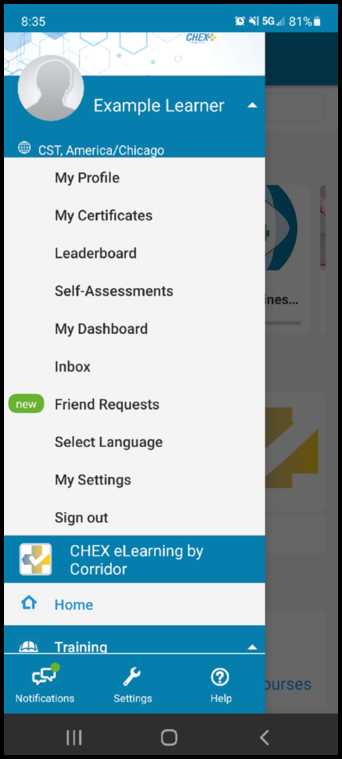 8:35
5G 81%
CHEX
Example Learner
CST, America/Chicago
My Profile
My Certificates
Leaderboard
Self-Assessments
My Dashboard
Inbox
new
Friend Requests
Select Language
My Settings
Sign out
CHEX eLearning by
Corridor
Home
Training
Notifications
Settings
Help
ines...
ourses